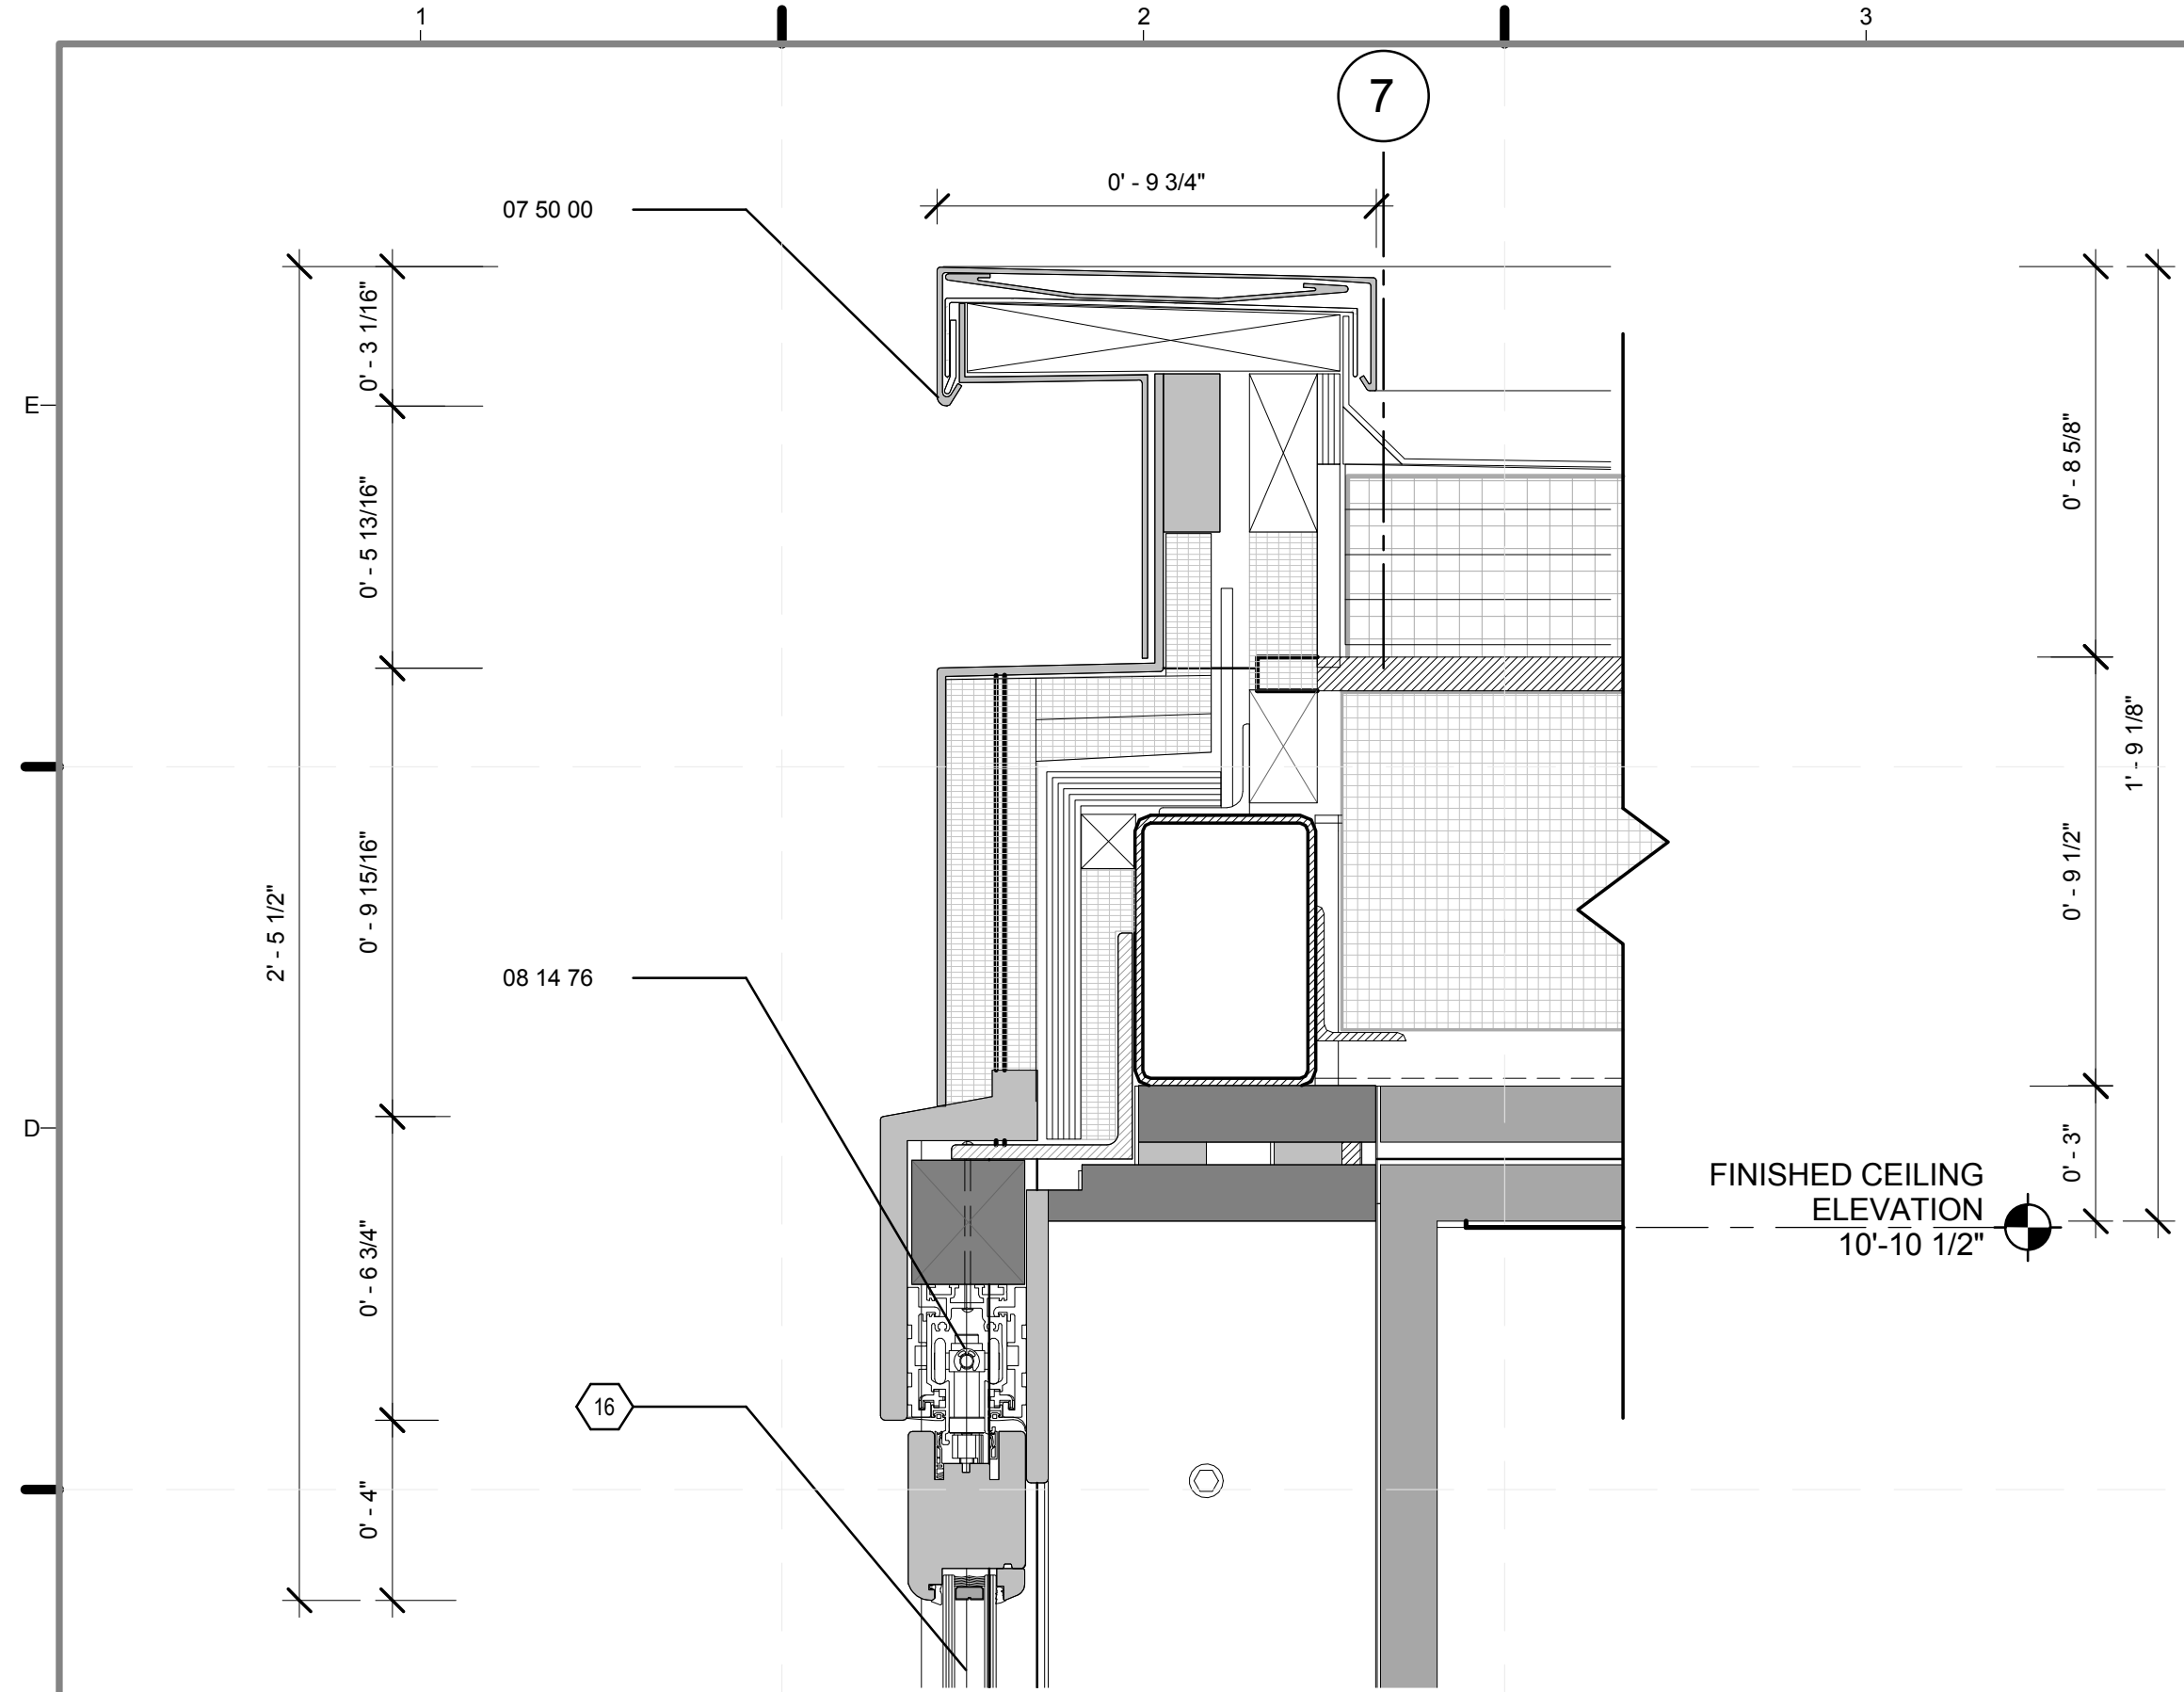 1
2
3
7
0' - 9 3/4"
07 50 00
0' - 3 1/16"
E
0' - 5 13/16"
0' - 8 5/8"
1' - 9 1/8"
0' - 9 15/16"
0' - 9 1/2"
2' - 5 1/2"
08 14 76
D
0' - 3"
FINISHED CEILING
ELEVATION
10'-10 1/2"
0' - 6 3/4"
16
0' - 4"